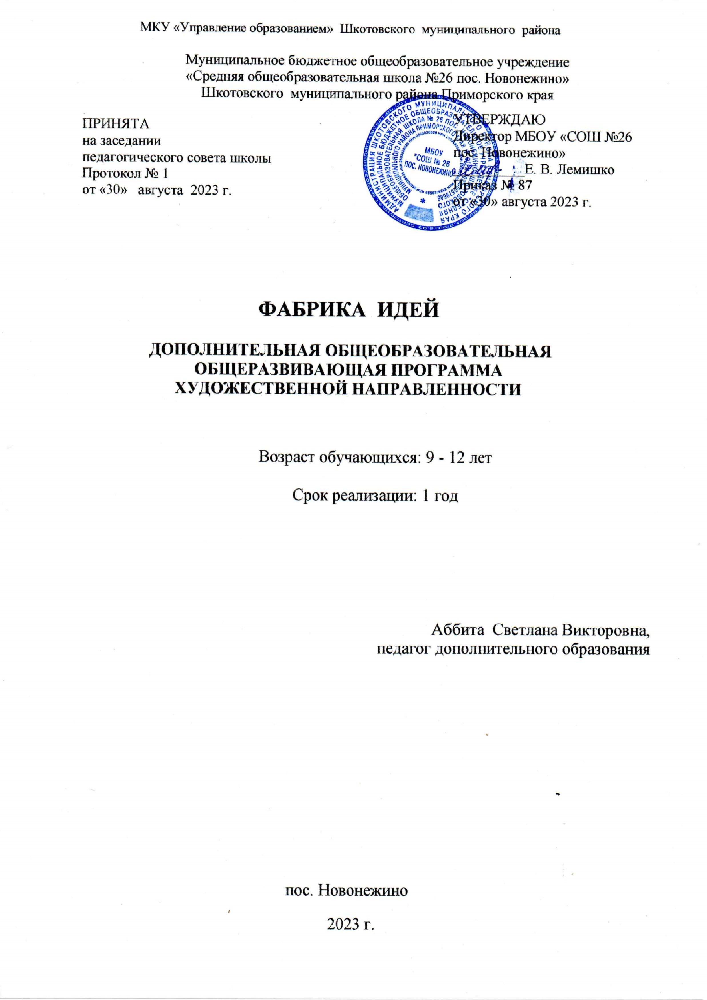 МКУ «Управление образованием» Шкотовского муниципального района
Муниципальное бюджетное общеобразовательное учреждение
«Средняя общеобразовательная школа №26 пос. Новонежино»
Шкотовского муниципального района Приморского края
ПРИНЯТА
на заседании
педагогического совета школы
Протокол № 1
от «30» августа 2023 г.
УТВЕРЖДАЮ
Директор МБОУ «СОШ №26
пос. Новонежино»
Е. В. Лемишко
Приказ № 87
от «30» августа 2023 г.
МБОУ
"СОШ № 26
ПОС. НОВОНЕЖИНО
ФАБРИКА ИДЕЙ
ДОПОЛНИТЕЛЬНАЯ ОБЩЕОБРАЗОВАТЕЛЬНАЯ
ОБЩЕРАЗВИВАЮЩАЯ ПРОГРАММА
ХУДОЖЕСТВЕННОЙ НАПРАВЛЕННОСТИ
Возраст обучающихся: 9 - 12 лет
Срок реализации: 1 год
Аббита Светлана Викторовна,
педагог дополнительного образования
пос. Новонежино
2023 г.